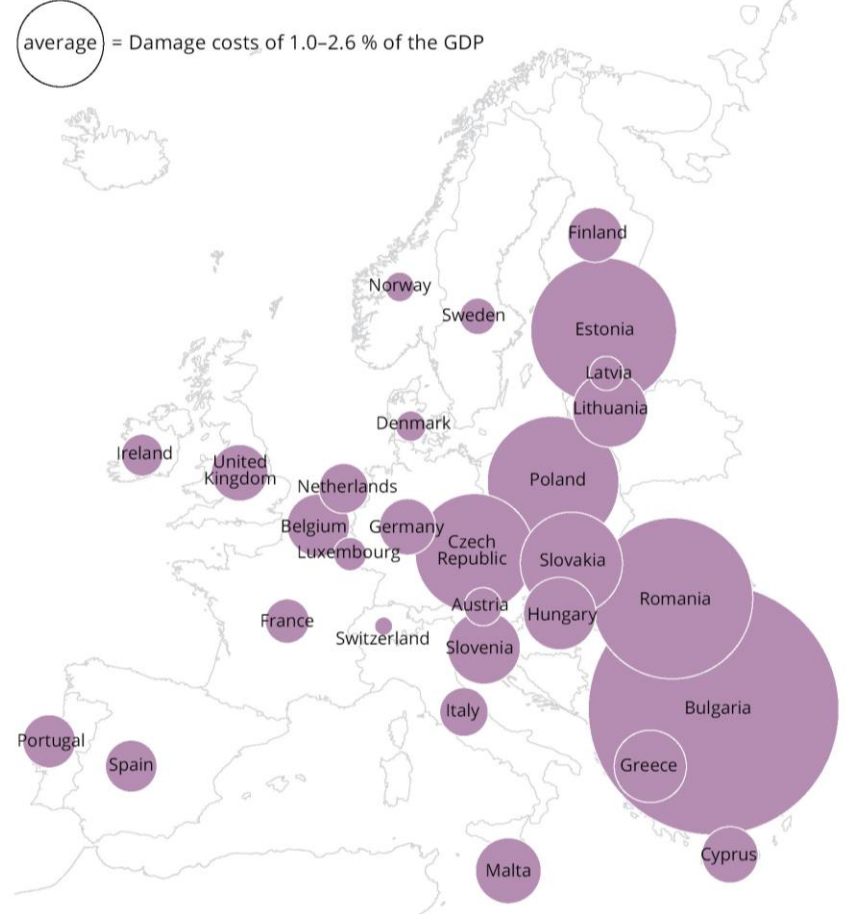 average = Damage costs of 1.0–2.6 % of the GDP
Finland
Norway
Sweden
Estonia
Latvia
Lithuania
Denmark
Ireland
United
Kingdom
Netherlands
Poland
Belgium
Germany
Czech
Republic
Luxembourg
Slovakia
Romania
Austria
Hungary
France
Switzerland
Slovenia
Italy
Bulgaria
Portugal
Spain
Greece
Cyprus
Malta